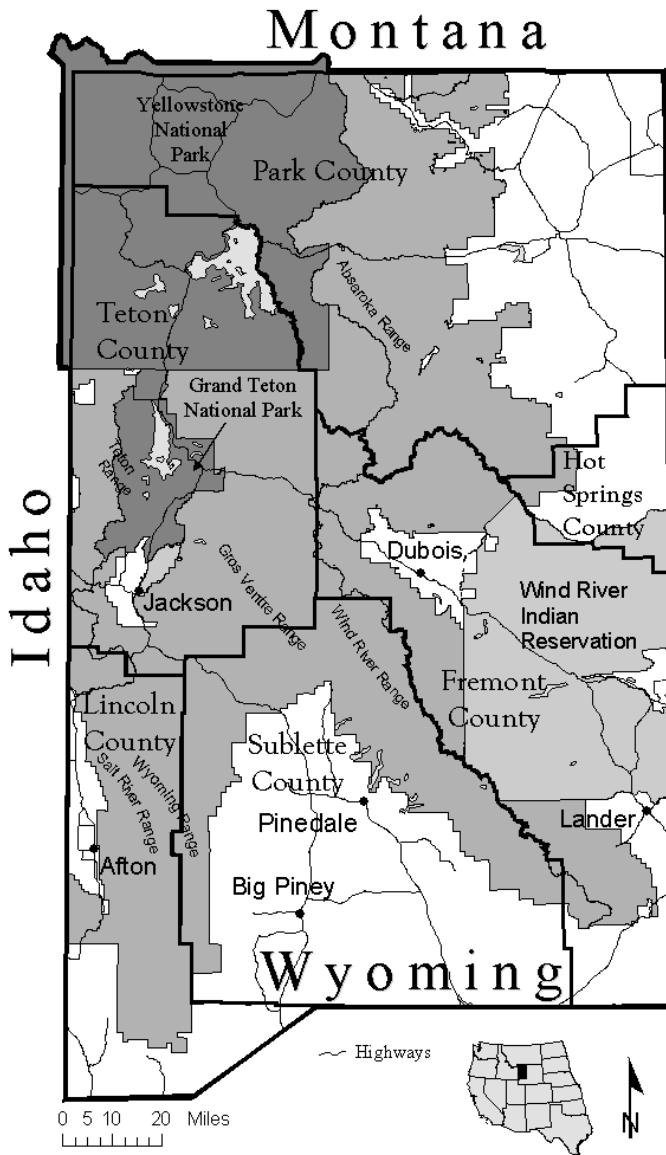 Montana
Yellowstone
National
Park
Park County
Absaroka Range
Teton
County
Grand Teton
National Park
Teton
Range
Idaho
Hot
Springs
County
Dubois
Jackson
Gros Ventre Range
Wind River Range
Wind River
Indian
Reservation
Fremont
County
Lincoln
County
Salt River Range
Wyoming Range
Sublette
County
Pinedale
Lander
Afton
Big Piney
Wyoming
Highways
0 5 10 20 Miles
N